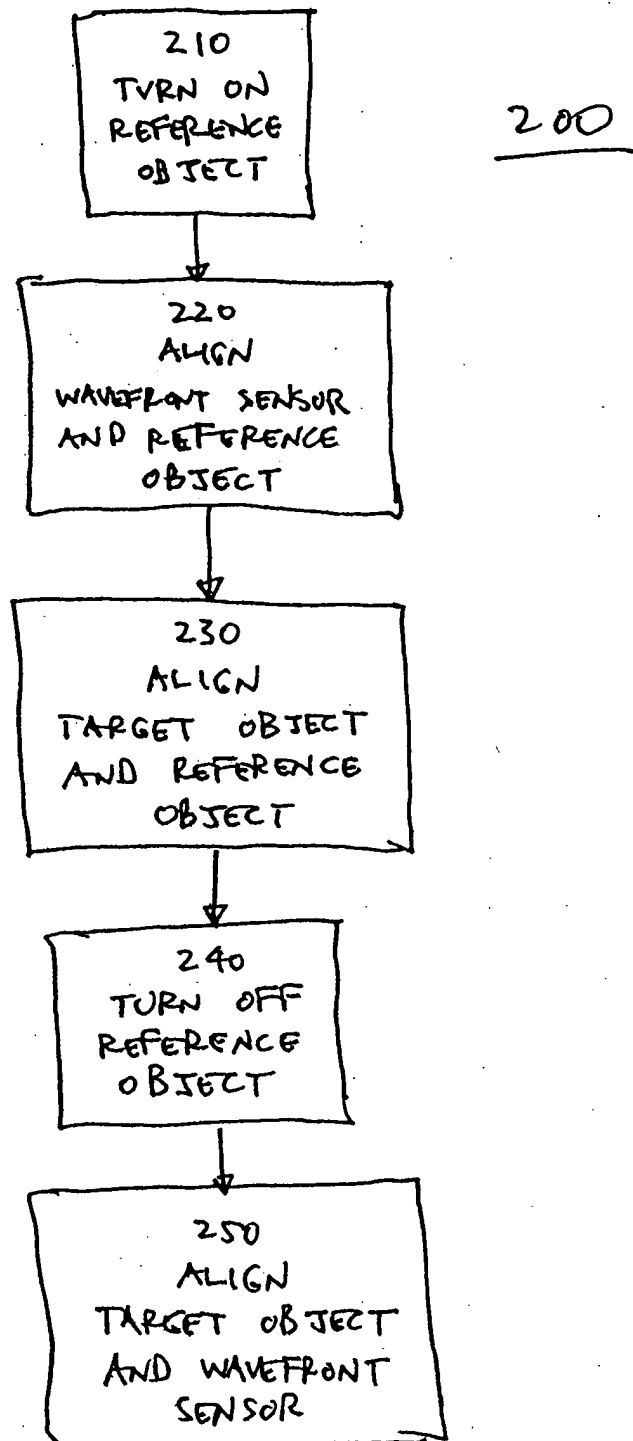 210
TURN ON
REFERENCE
OBJECT
200
220
ALIGN
WAVEFRONT SENSOR
AND REFERENCE
OBJECT
230
ALIGN
TARGET OBJECT
AND REFERENCE
OBJECT
240
TURN OFF
REFERENCE
OBJECT
250
ALIGN
TARGET OBJECT
AND WAVEFRONT
SENSOR